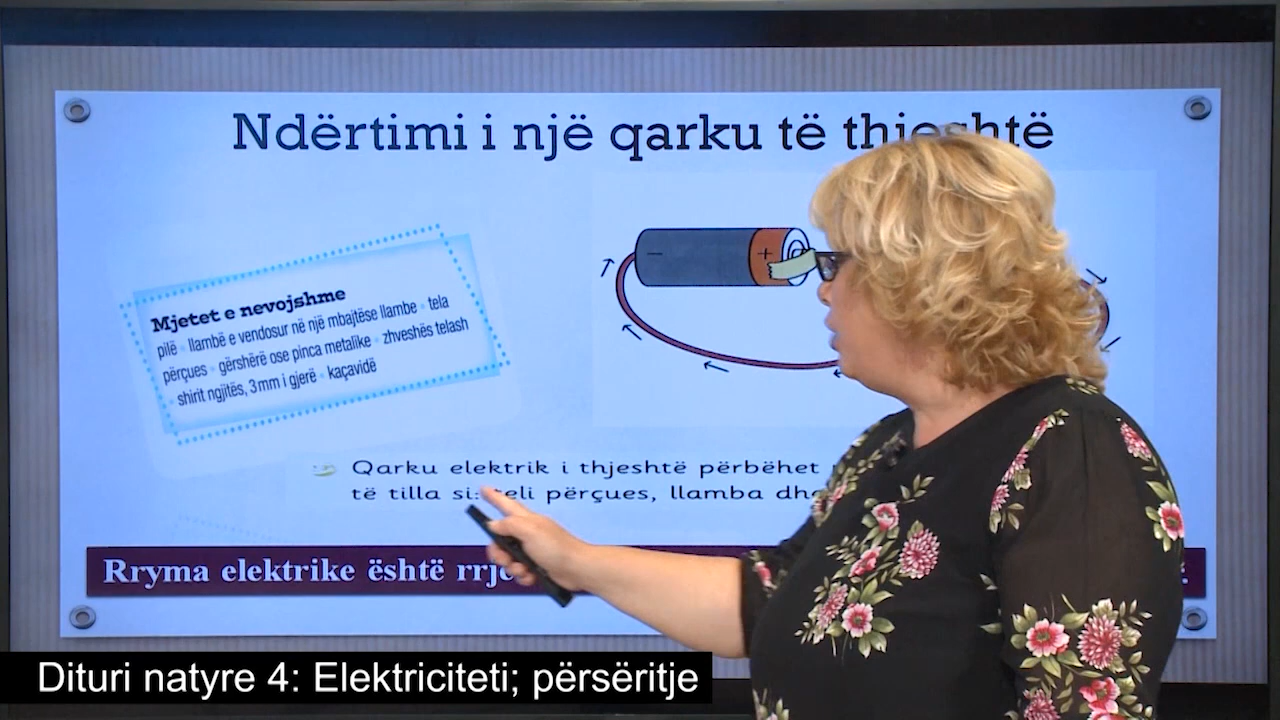 Ndërtimi i një qarku të thjeshtë
Mjetet e nevojshme
pilë • llambë e vendosur në një mbajtëse llambe • tela
përçues • gërshërë ose pinca metalike • zhveshës telash
• shirit ngjitës, 3 mm i gjerë • kaçavidë
− +
Qarku elektrik i thjeshtë përbëhet
të tilla si: teli përçues, llamba
Rryma elektrike është
Dituri natyre 4: Elektriciteti; përsëritje